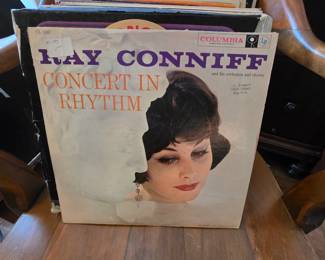 RAY CONNIFF
COLUMBIA
and his orchestra and chorus
CONCERT IN
RHYTHM